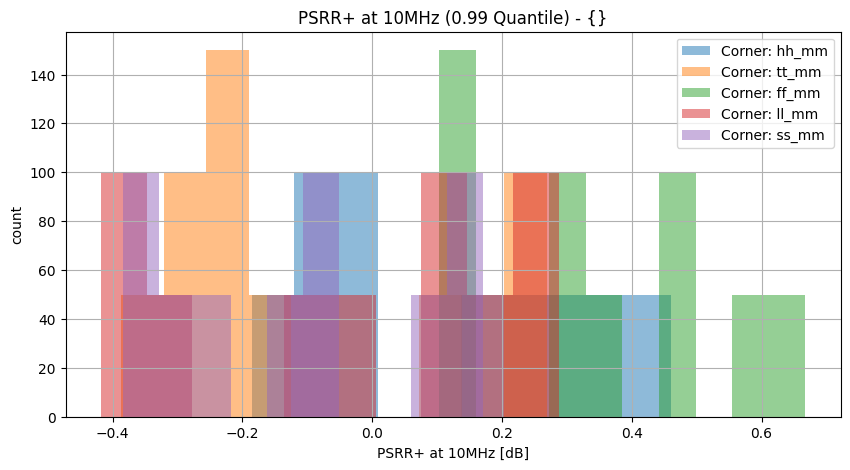 PSRR+ at 10MHz (0.99 Quantile) - {}
Corner: hh_mm
Corner: tt_mm
Corner: ff_mm
Corner: ll_mm
Corner: ss_mm
count
140
120
100
80
60
40
20
0
−0.4 −0.2 0.0 0.2 0.4 0.6
PSRR+ at 10MHz [dB]